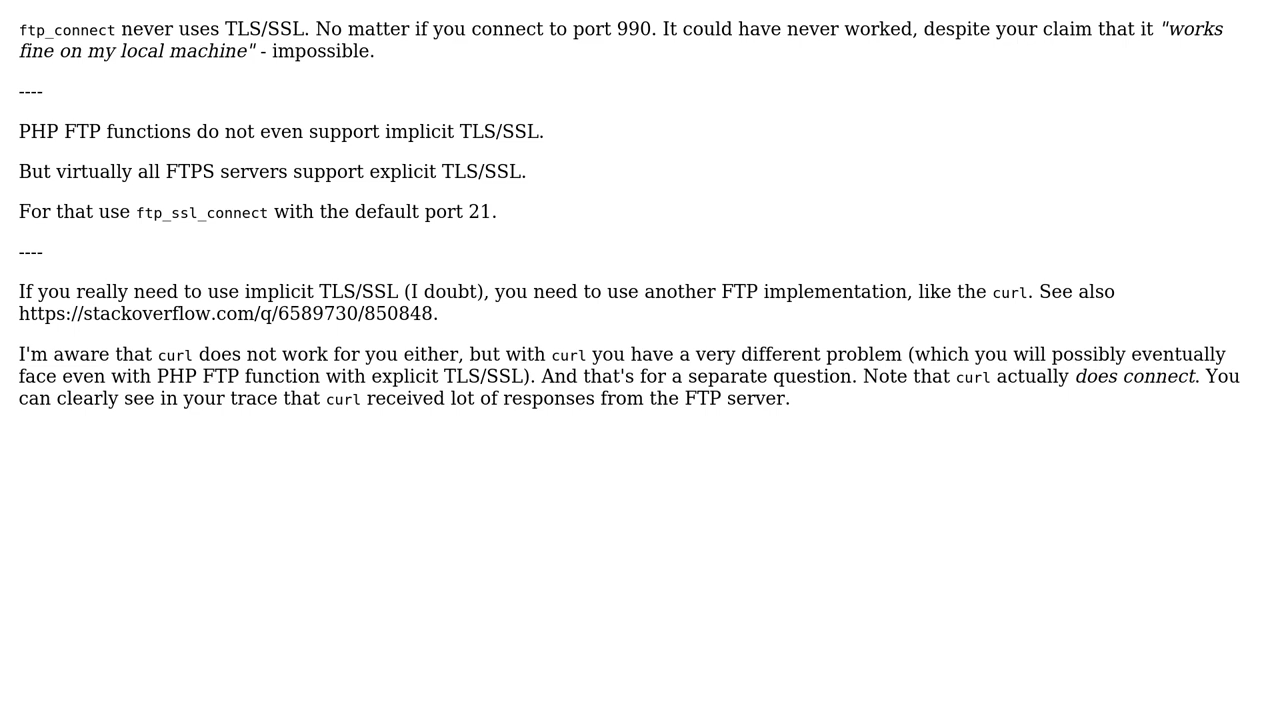 ftp_connect never uses TLS/SSL. No matter if you connect to port 990. It could have never worked, despite your claim that it "works
fine on my local machine" - impossible.
----
PHP FTP functions do not even support implicit TLS/SSL.
But virtually all FTPS servers support explicit TLS/SSL.
For that use ftp_ssl_connect with the default port 21.
----
If you really need to use implicit TLS/SSL (I doubt), you need to use another FTP implementation, like the curl. See also
https://stackoverflow.com/q/6589730/850848.
I'm aware that curl does not work for you either, but with curl you have a very different problem (which you will possibly eventually
face even with PHP FTP function with explicit TLS/SSL). And that's for a separate question. Note that curl actually does connect. You
can clearly see in your trace that curl received lot of responses from the FTP server.